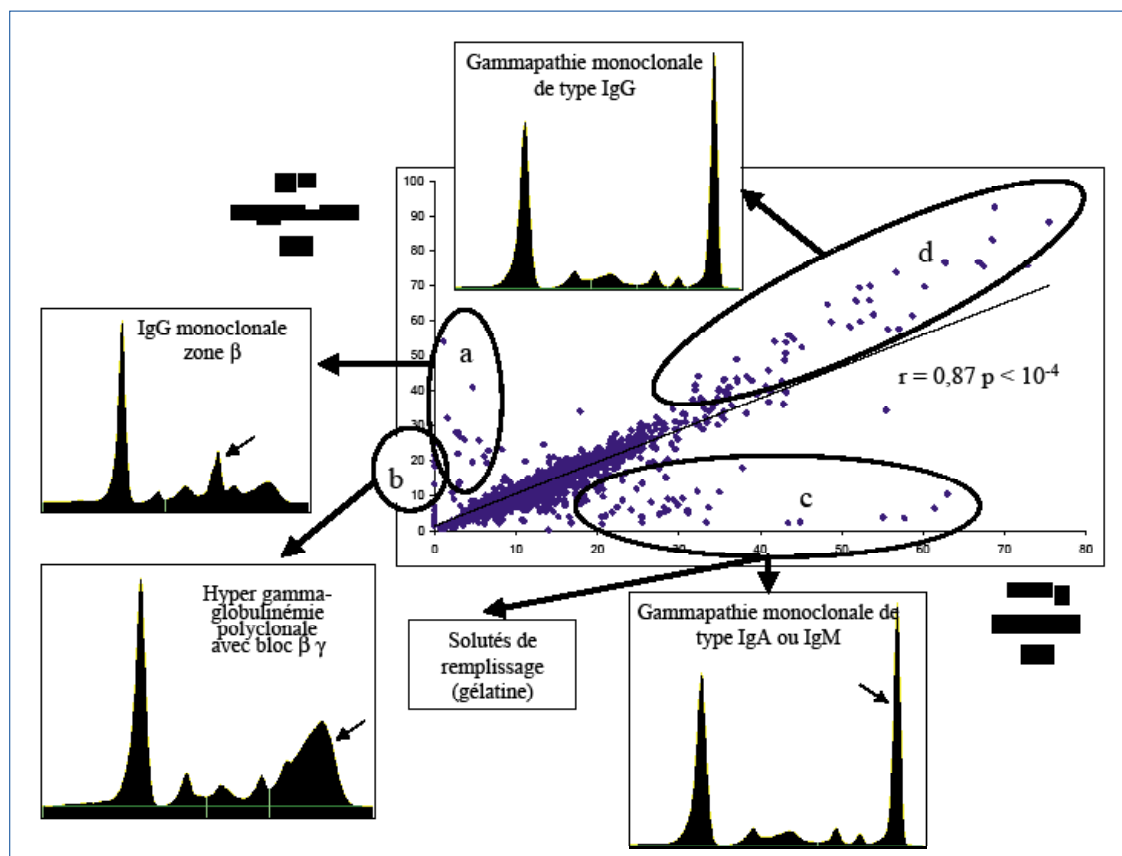 Gammapathie monoclonale
de type IgG
IgG monoclonale
zone β
Hyper gamma-
globulinémie
polyclonale
avec bloc β γ
Solutés de
remplissage
(gélatine)
Gammapathie monoclonale de
type IgA ou IgM
100
90
80
70
60
50
40
30
20
10
0
0
10
20
30
40
50
60
70
80
a
b
c
d
r = 0,87 p < 10-4